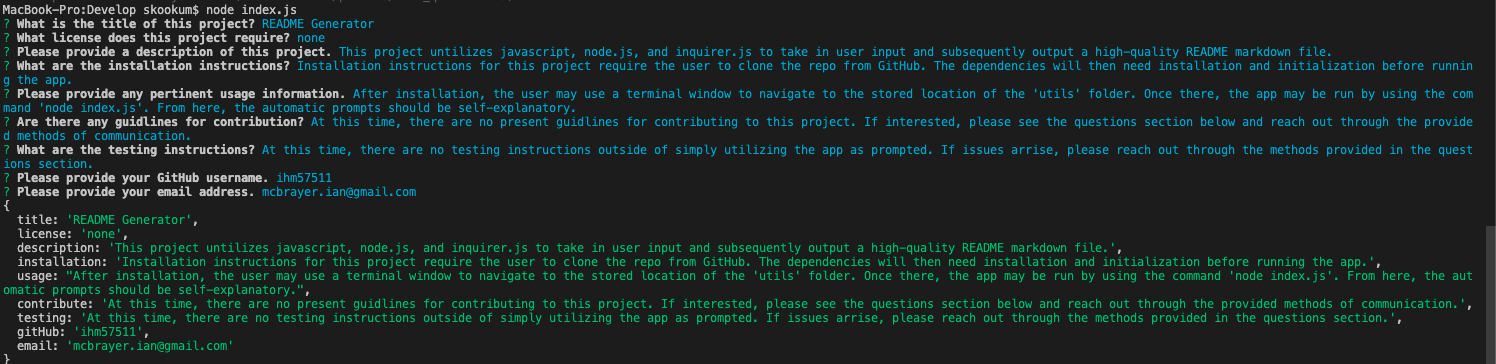 MacBook-Pro:Develop skookum$ node index.js
? What is the title of this project? README Generator
? What license does this project require? none
? Please provide a description of this project. This project untilizes javascript, node.js, and inquirer.js to take in user input and subsequently output a high-quality README markdown file.
? What are the installation instructions? Installation instructions for this project require the user to clone the repo from GitHub. The dependencies will then need installation and initialization before runnin
g the app.
? Please provide any pertinent usage information. After installation, the user may use a terminal window to navigate to the stored location of the 'utils' folder. Once there, the app may be run by using the com
mand 'node index.js'. From here, the automatic prompts should be self-explanatory.
? Are there any guidlines for contribution? At this time, there are no present guidlines for contributing to this project. If interested, please see the questions section below and reach out through the provide
d methods of communication.
? What are the testing instructions? At this time, there are no testing instructions outside of simply utilizing the app as prompted. If issues arrise, please reach out through the methods provided in the quest
ions section.
? Please provide your GitHub username. ihm57511
? Please provide your email address. mcbrayer.ian@gmail.com
{
  title: 'README Generator',
  license: 'none',
  description: 'This project untilizes javascript, node.js, and inquirer.js to take in user input and subsequently output a high-quality README markdown file.',
  installation: 'Installation instructions for this project require the user to clone the repo from GitHub. The dependencies will then need installation and initialization before running the app.',
  usage: "After installation, the user may use a terminal window to navigate to the stored location of the 'utils' folder. Once there, the app may be run by using the command 'node index.js'. From here, the aut
omatic prompts should be self-explanatory.",
  contribute: 'At this time, there are no present guidlines for contributing to this project. If interested, please see the questions section below and reach out through the provided methods of communication.',
  testing: 'At this time, there are no testing instructions outside of simply utilizing the app as prompted. If issues arrise, please reach out through the methods provided in the questions section.',
  gitHub: 'ihm57511',
  email: 'mcbrayer.ian@gmail.com'
}